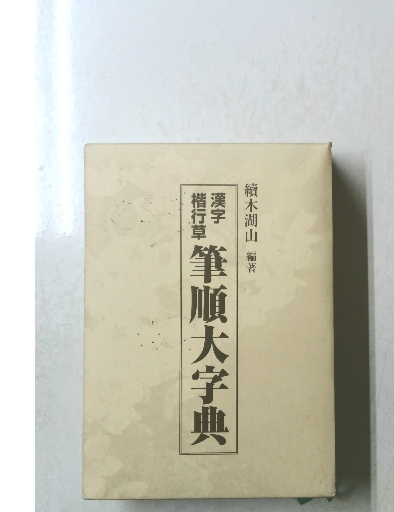 續木湖山 編著
漢字
楷行草
筆順大字典